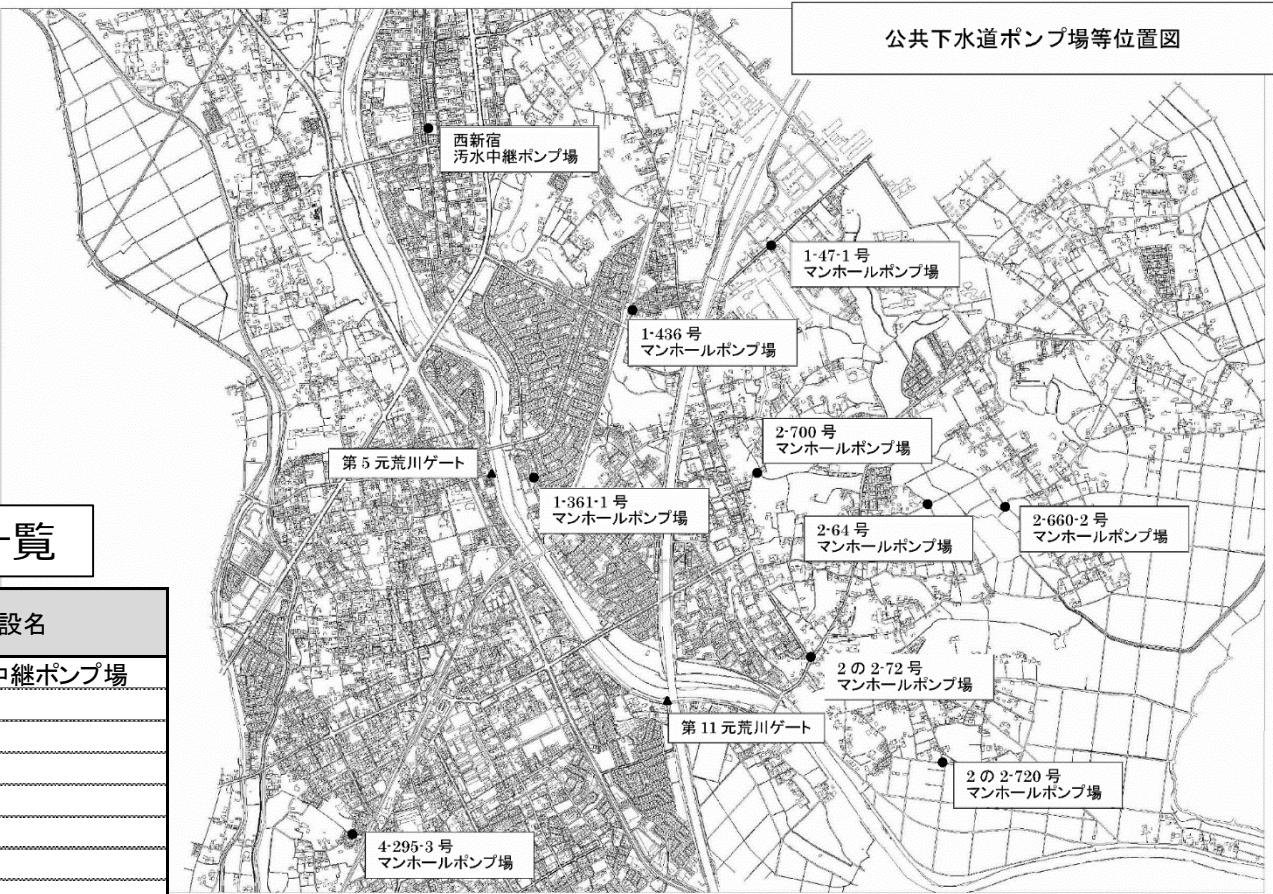 公共下水道ポンプ場等位置図
西新宿
汚水中継ポンプ場
1-47-1 号
マンホールポンプ場
1-436 号
マンホールポンプ場
2-700 号
マンホールポンプ場
第 5 元荒川ゲート
1-361-1 号
マンホールポンプ場
2-64 号
マンホールポンプ場
2-660-2 号
マンホールポンプ場
一覧
設名
中継ポンプ場
2 の 2-72 号
マンホールポンプ場
第 11 元荒川ゲート
2 の 2-720 号
マンホールポンプ場
4-295-3 号
マンホールポンプ場